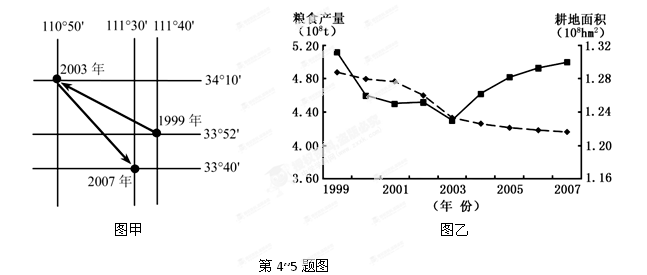 110°50' 111°30' 111°40'
2003 年
34°10'
1999 年
33°52'
2007 年
33°40'
图甲
粮食产量
(10⁸t)
耕地面积
(10⁸hm²)
5.20 1.32
4.80 1.28
4.40 1.24
4.00 1.20
3.60 1.16
1999 2001 2003 2005 2007
(年 份)
图乙
第 4~5 题图